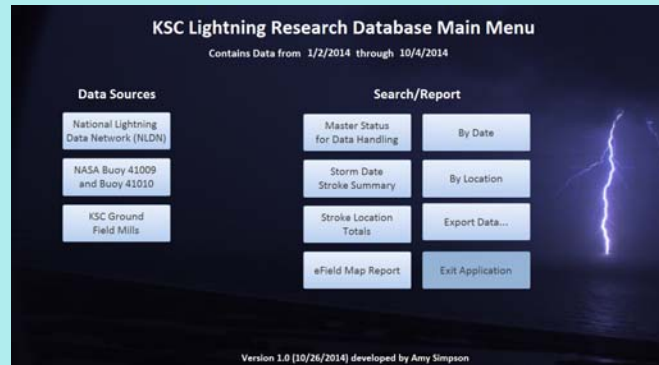 KSC Lightning Research Database Main Menu
Contains Data from 1/2/2014 through 10/4/2014
Data Sources
National Lightning
Data Network (NLDN)
NASA Buoy 41009
and Buoy 41010
KSC Ground
Field Mills
Search/Report
Master Status
for Data Handling
By Date
Storm Date
Stroke Summary
By Location
Stroke Location
Totals
Export Data...
eField Map Report
Exit Application
Version 1.0 (10/26/2014) developed by Amy Simpson